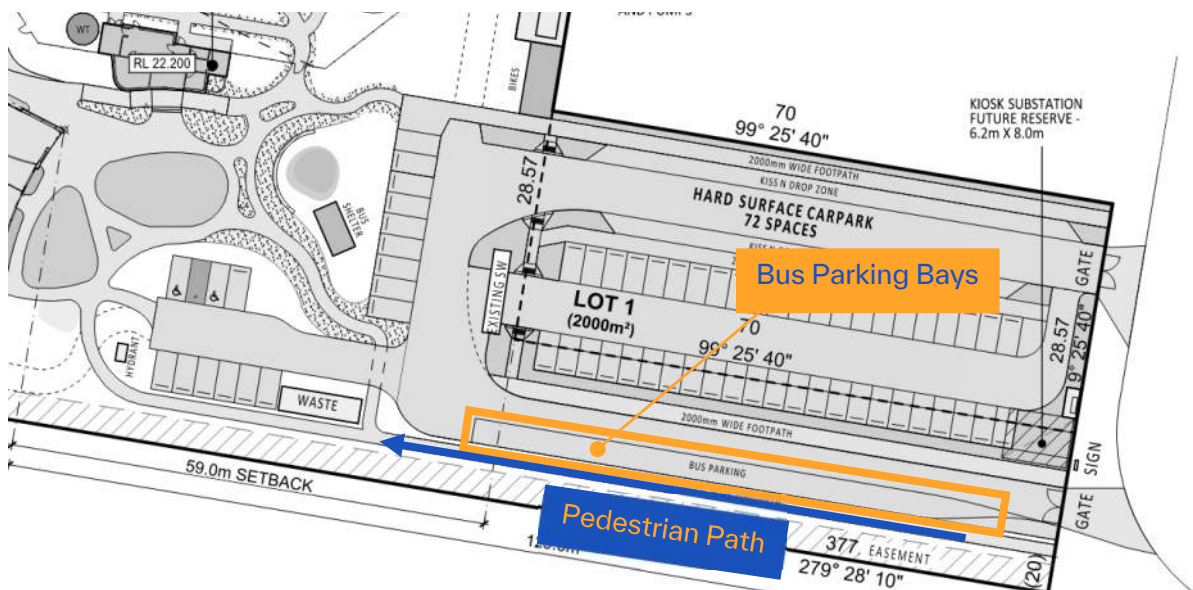 AND PUMPS
WT
RL 22.200
BIKES
70
99° 25' 40"
KIOSK SUBSTATION
FUTURE RESERVE -
6.2m X 8.0m
2000mm WIDE FOOTPATH
KISS N DROP ZONE
28.57
HARD SURFACE CARPARK
72 SPACES
BUS
SHELTER
KISS N D
Bus Parking Bays
GATE
EXISTING SW
LOT 1
(2000m²)
70
99° 25' 40"
28.57
9° 25' 40"
HYDRANT
WASTE
2000mm WIDE FOOTPATH
BUS PARKING
SIGN
GATE
59.0m SETBACK
Pedestrian Path
377 EASEMENT
279° 28' 10"
(20)